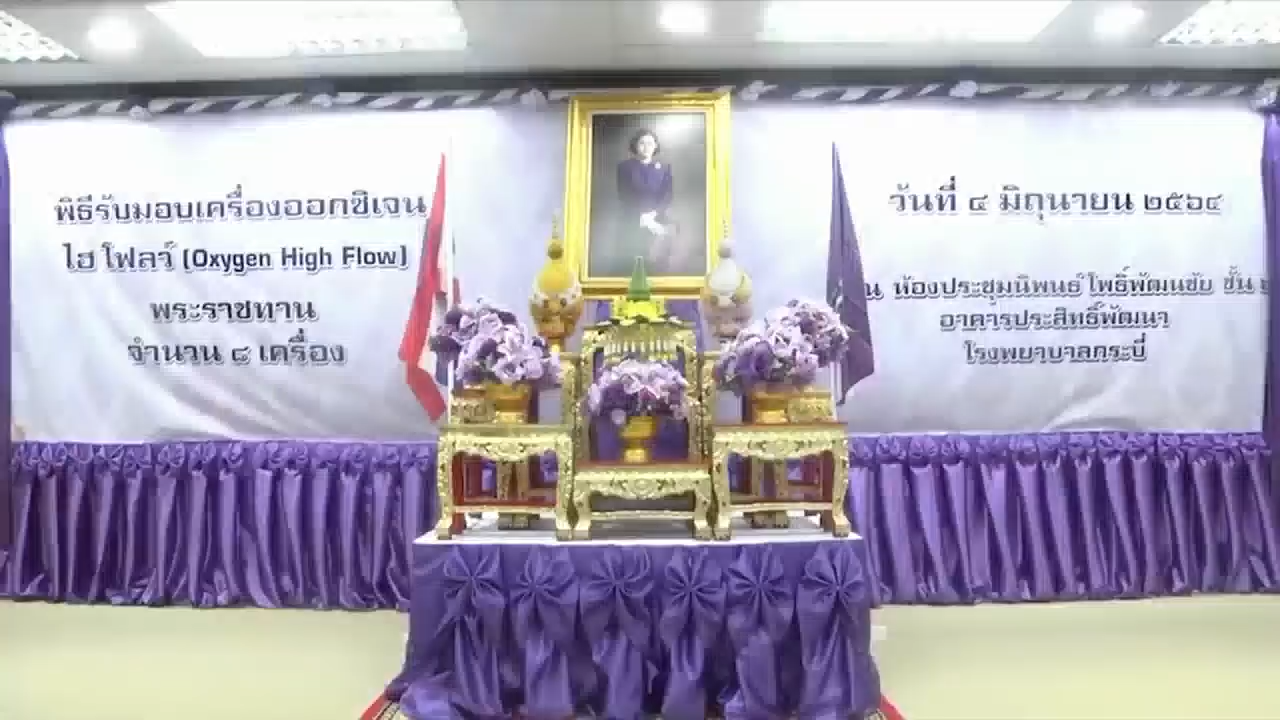 พิธีรับมอบเครื่องออกซิเจน
ไฮโฟลว์ (Oxygen High Flow)
พระราชทาน
จำนวน ๘ เครื่อง
วันที่ ๔ มิถุนายน ๒๕๖๔
ณ ห้องประชุมนิพนธ์ โพธิ์พัฒนชัย ชั้น
อาคารประสิทธิ์พัฒนา
โรงพยาบาลกระบี่